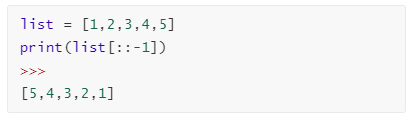 list = [1,2,3,4,5]
print(list[::-1])
>>>
[5,4,3,2,1]